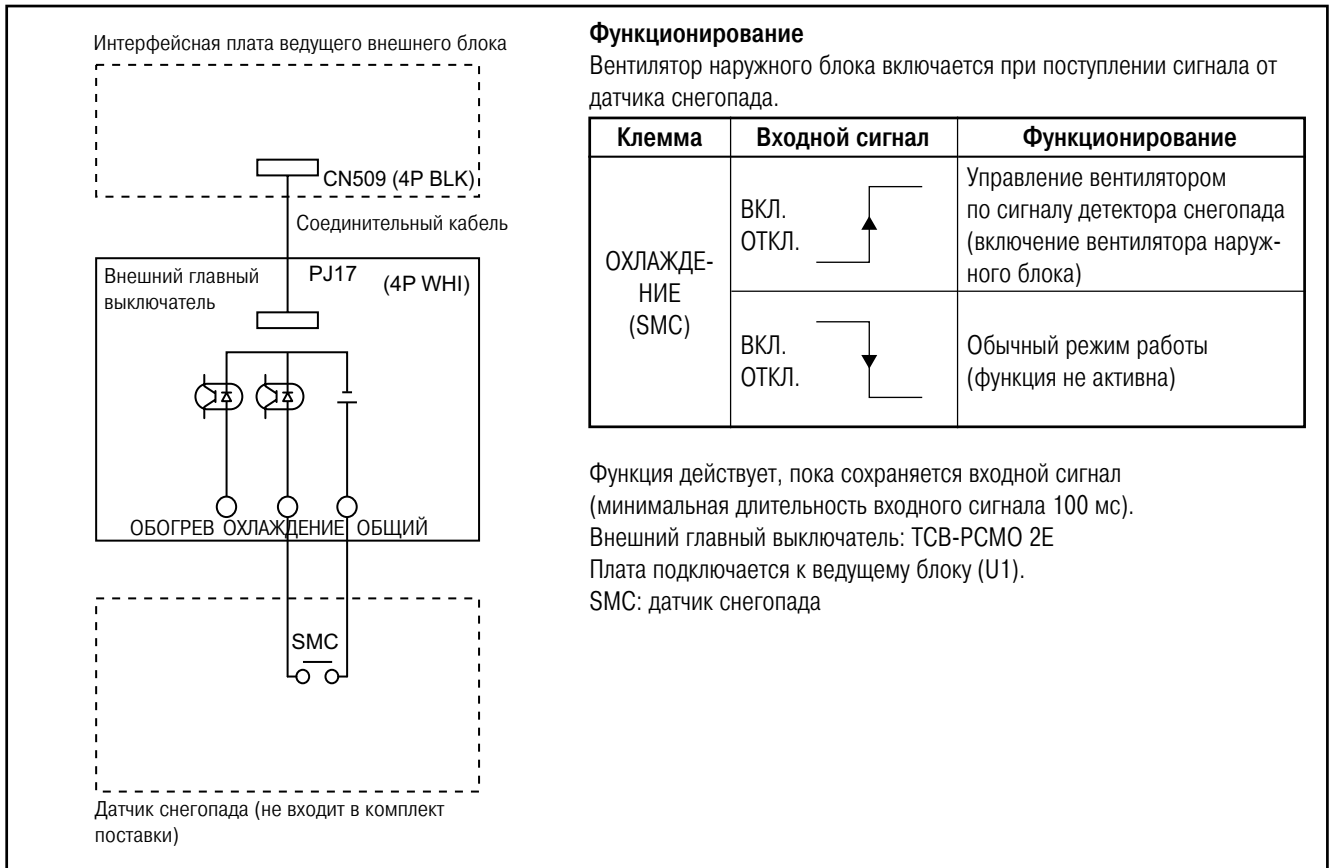 Интерфейсная плата ведущего внешнего блока
CN509 (4P BLK)
Соединительный кабель
Внешний главный
выключатель
PJ17
(4P WHI)
ОБОГРЕВ ОХЛАЖДЕНИЕ ОБЩИЙ
SMC
Датчик снегопада (не входит в комплект
поставки)
Функционирование
Вентилятор наружного блока включается при поступлении сигнала от
датчика снегопада.
Клемма Входной сигнал Функционирование
ОХЛАЖДЕ-
НИЕ
(SMC)
ВКЛ.
ОТКЛ.
Управление вентилятором
по сигналу детектора снегопада
(включение вентилятора наруж-
ного блока)
ВКЛ.
ОТКЛ.
Обычный режим работы
(функция не активна)
Функция действует, пока сохраняется входной сигнал
(минимальная длительность входного сигнала 100 мс).
Внешний главный выключатель: TCB-PCMO 2E
Плата подключается к ведущему блоку (U1).
SMC: датчик снегопада